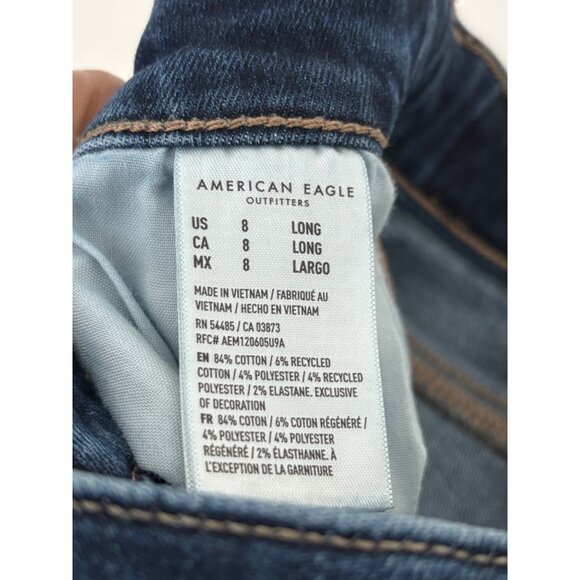 AMERICAN EAGLE
OUTFITTERS
US 8 LONG
CA 8 LONG
MX 8 LARGO
MADE IN VIETNAM / FABRIQUÉ AU
VIETNAM / HECHO EN VIETNAM
RN 54485 / CA 03873
RFC# AEM120605U9A
EN 84% COTTON / 6% RECYCLED
COTTON / 4% POLYESTER / 4% RECYCLED
POLYESTER / 2% ELASTANE. EXCLUSIVE
OF DECORATION
FR 84% COTON / 6% COTON RÉGÉNÉRÉ /
4% POLYESTER / 4% POLYESTER
RÉGÉNÉRÉ / 2% ÉLASTHANNE. À
L'EXCEPTION DE LA GARNITURE